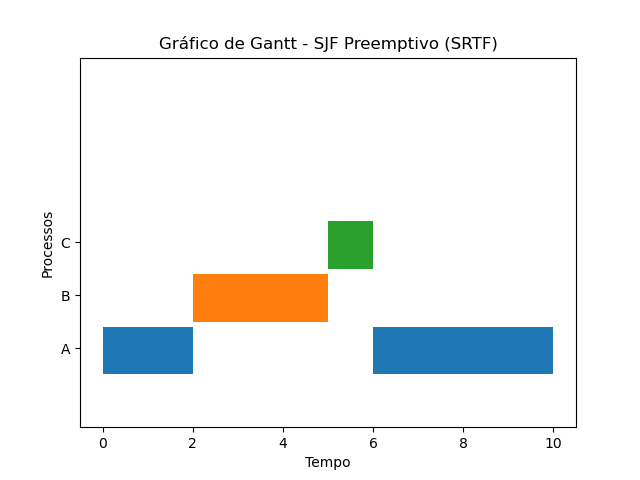 Gráfico de Gantt - SJF Preemptivo (SRTF)
Processos
C
B
A
0 2 4 6 8 10
Tempo